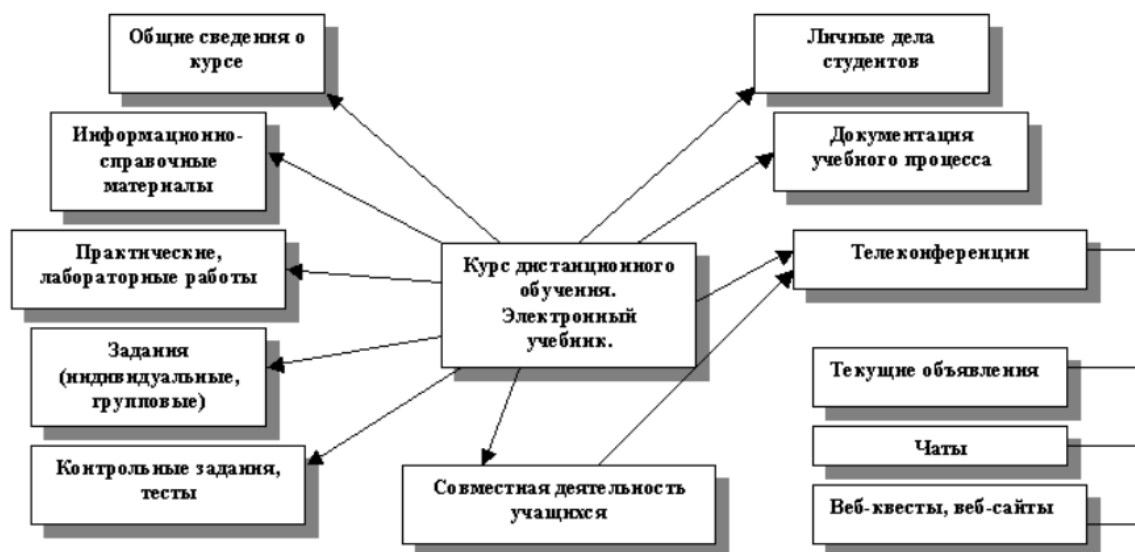 Общие сведения о
курсе
Личные дела
студентов
Информационно-
справочные
материалы
Документация
учебного процесса
Практические,
лабораторные работы
Курс дистанционного
обучения.
Электронный
учебник.
Телеконференции
Задания
(индивидуальные,
групповые)
Текущие объявления
Контрольные задания,
тесты
Совместная деятельность
учащихся
Чаты
Веб-квесты, веб-сайты